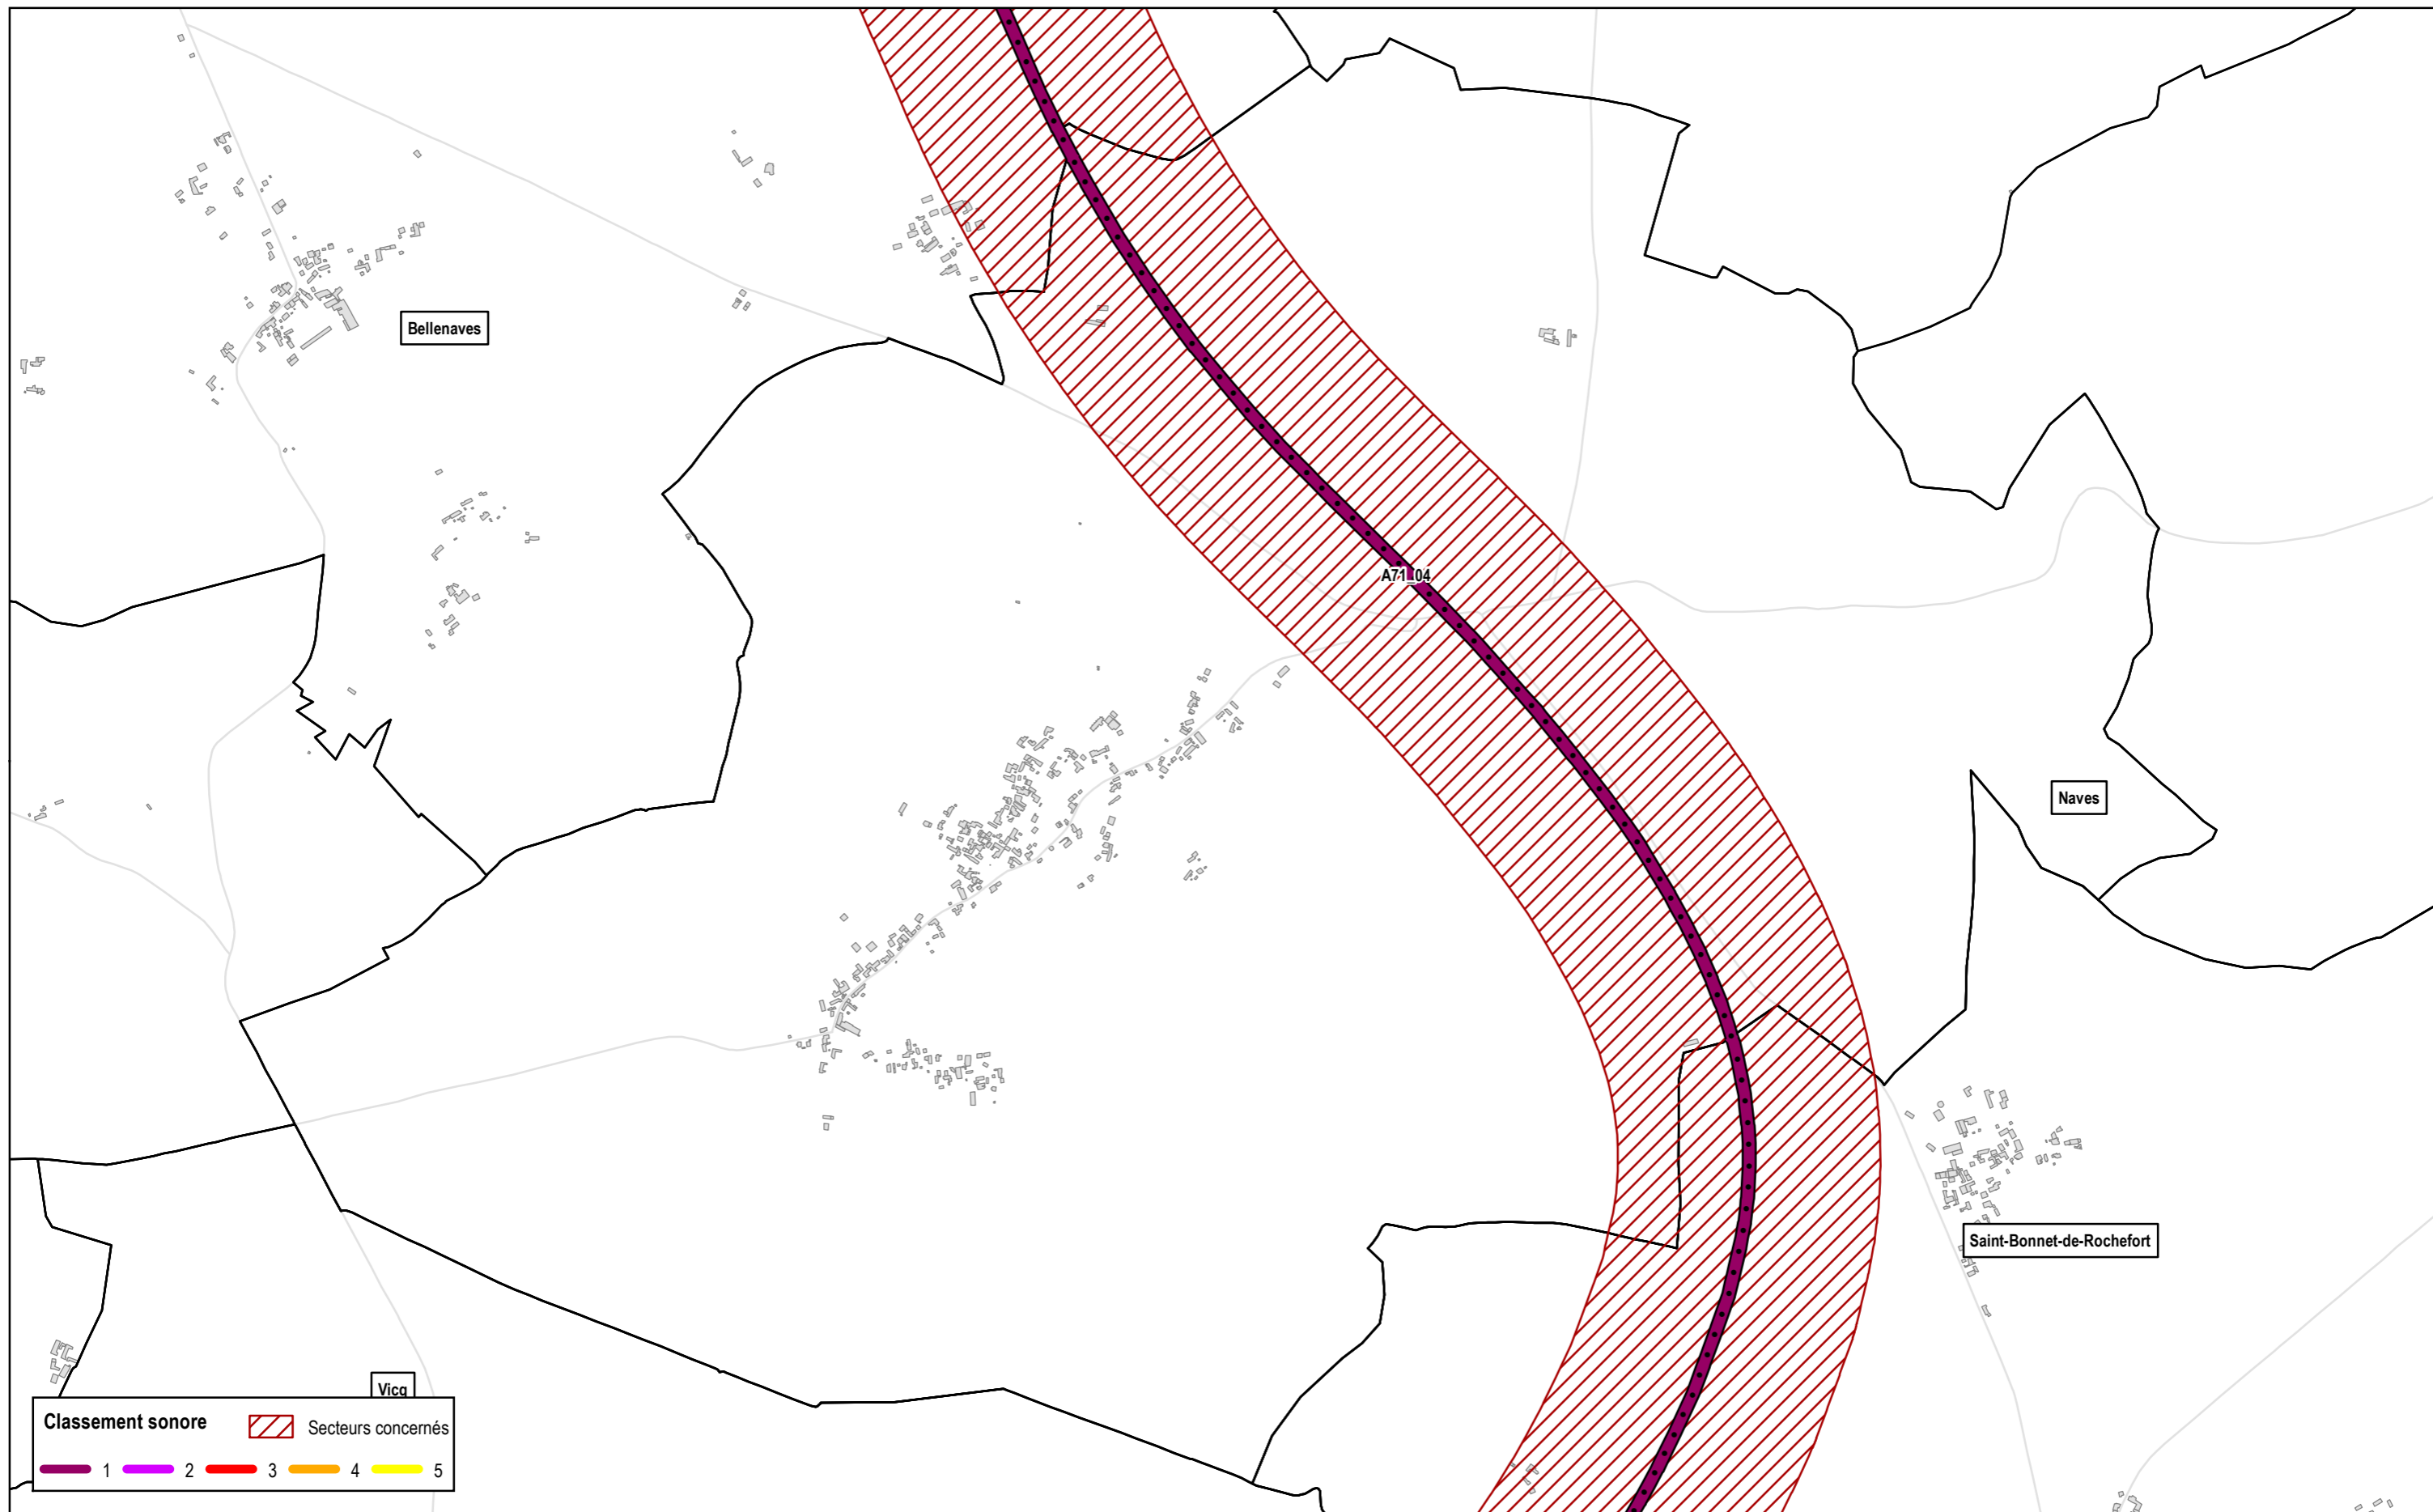 Bellenaves
A71_04
Naves
Saint-Bonnet-de-Rochefort
Vicq
Classement sonore
Secteurs concernés
1 2 3 4 5